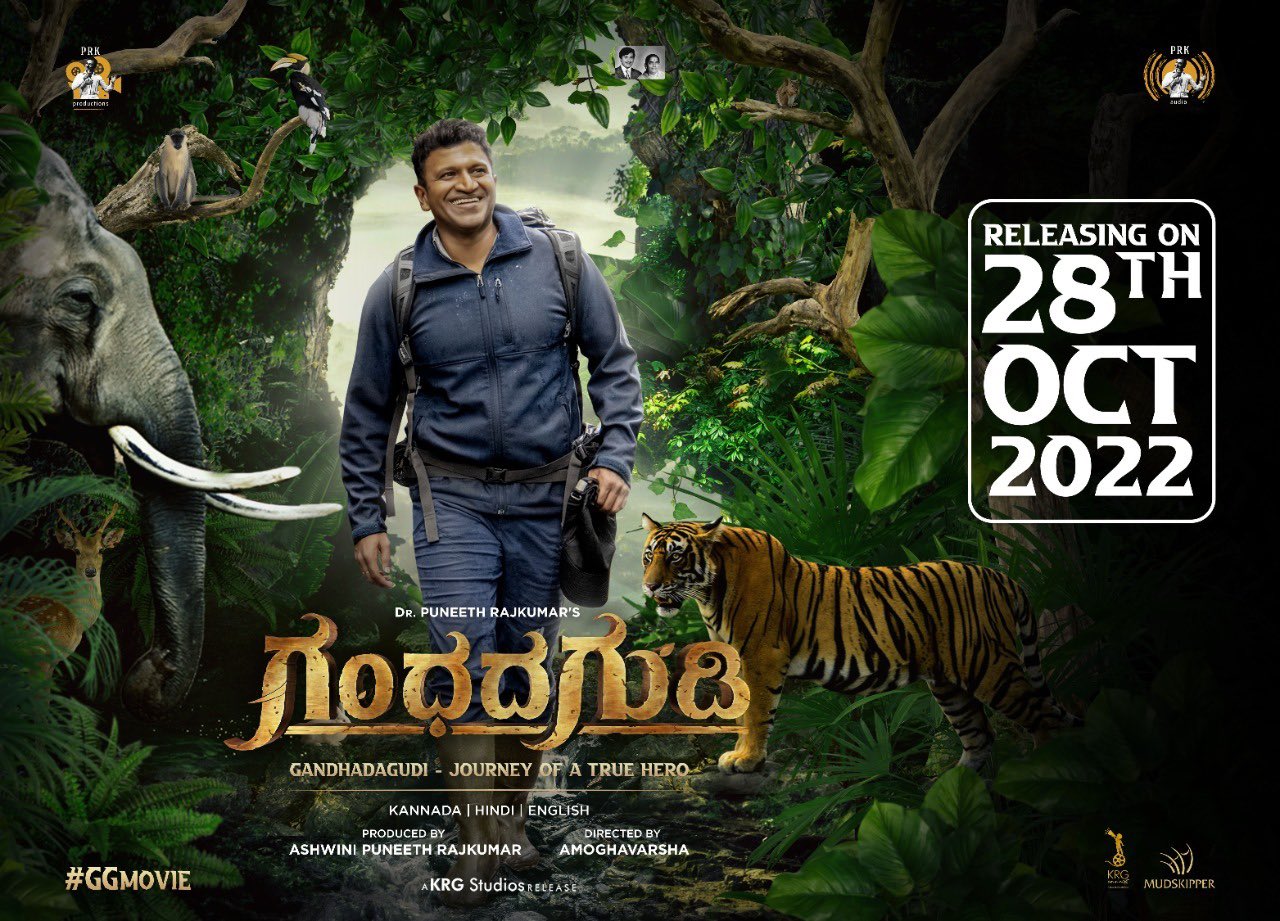 PRK
productions
PRK
audio
RELEASING ON
28TH
OCT
2022
DR. PUNEETH RAJKUMAR'S
ಗಂಧದಗುಡಿ
GANDHADAGUDI - JOURNEY OF A TRUE HERO
KANNADA | HINDI | ENGLISH
PRODUCED BY
ASHWINI PUNEETH RAJKUMAR
DIRECTED BY
AMOGHAVARSHA
#GGMOVIE
A KRG Studios RELEASE
KRG
MUDSKIPPER